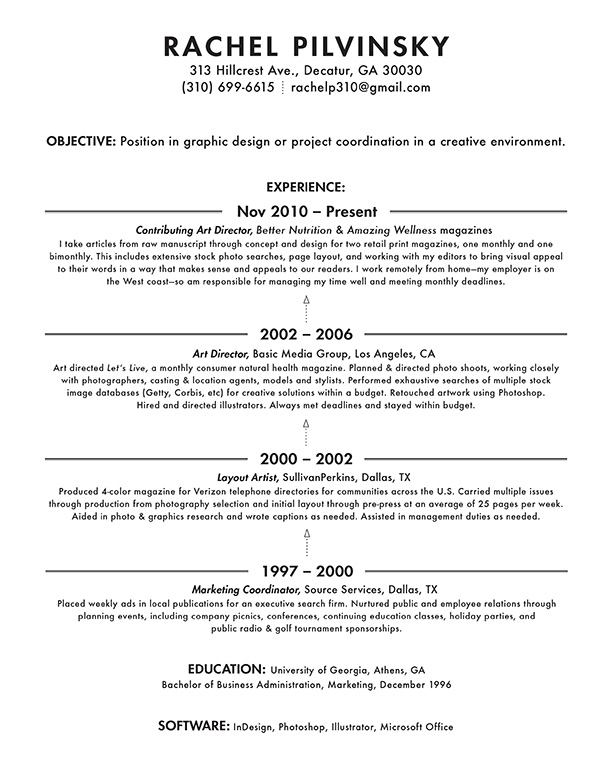 RACHEL PILVINSKY
313 Hillcrest Ave., Decatur, GA 30030
(310) 699-6615 ⁞ rachelp310@gmail.com
OBJECTIVE: Position in graphic design or project coordination in a creative environment.
EXPERIENCE:
Nov 2010 – Present
Contributing Art Director, Better Nutrition & Amazing Wellness magazines
I take articles from raw manuscript through concept and design for two retail print magazines, one monthly and one
bimonthly. This includes extensive stock photo searches, page layout, and working with my editors to bring visual appeal
to their words in a way that makes sense and appeals to our readers. I work remotely from home—my employer is on
the West coast—so am responsible for managing my time well and meeting monthly deadlines.
2002 – 2006
Art Director, Basic Media Group, Los Angeles, CA
Art directed Let's Live, a monthly consumer natural health magazine. Planned & directed photo shoots, working closely
with photographers, casting & location agents, models and stylists. Performed exhaustive searches of multiple stock
image databases (Getty, Corbis, etc) for creative solutions within a budget. Retouched artwork using Photoshop.
Hired and directed illustrators. Always met deadlines and stayed within budget.
2000 – 2002
Layout Artist, SullivanPerkins, Dallas, TX
Produced 4-color magazine for Verizon telephone directories for communities across the U.S. Carried multiple issues
through production from photography selection and initial layout through pre-press at an average of 25 pages per week.
Aided in photo & graphics research and wrote captions as needed. Assisted in management duties as needed.
1997 – 2000
Marketing Coordinator, Source Services, Dallas, TX
Placed weekly ads in local publications for an executive search firm. Nurtured public and employee relations through
planning events, including company picnics, conferences, continuing education classes, holiday parties, and
public radio & golf tournament sponsorships.
EDUCATION: University of Georgia, Athens, GA
Bachelor of Business Administration, Marketing, December 1996
SOFTWARE: InDesign, Photoshop, Illustrator, Microsoft Office